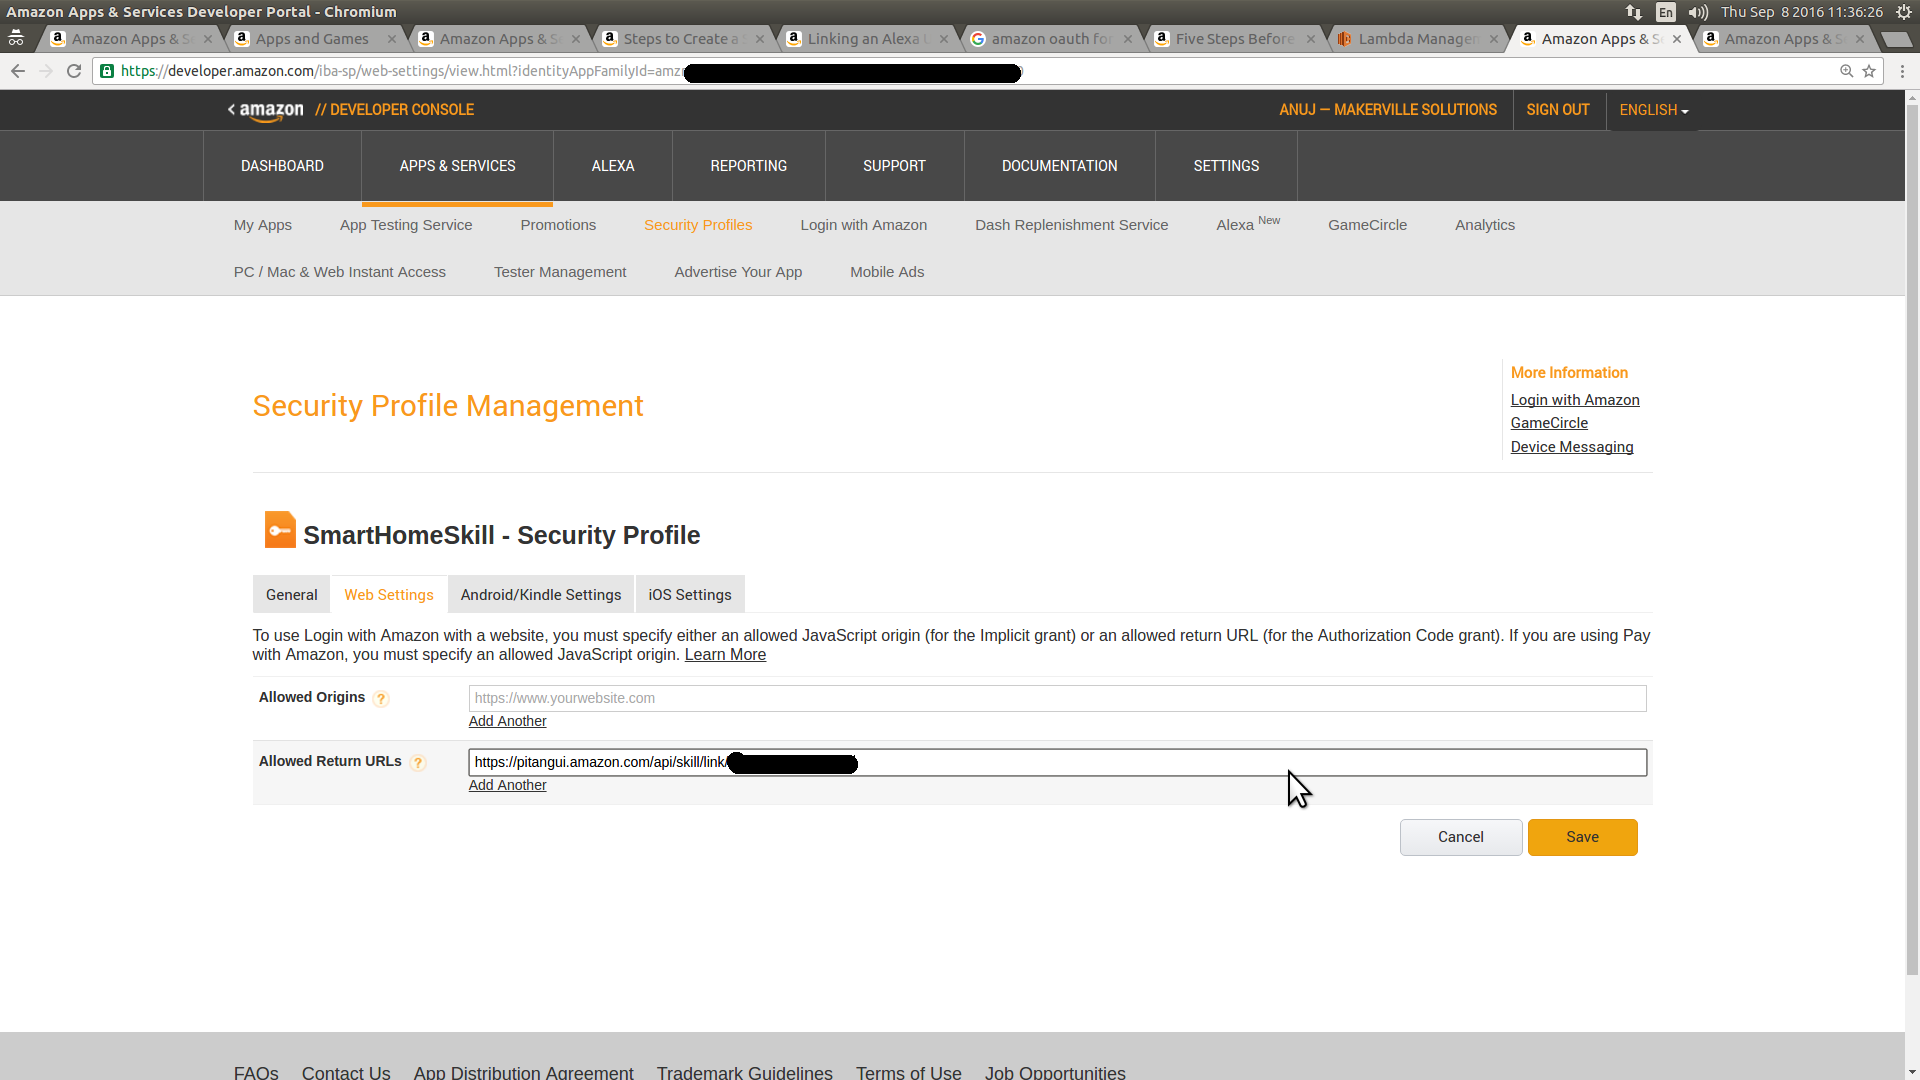 Amazon Apps & Services Developer Portal - Chromium
En
Thu Sep 8 2016 11:36:26
Amazon Apps & S
Apps and Games
Amazon Apps & S
Steps to Create a
Linking an Alexa
amazon oauth for
Five Steps Before
Lambda Managem
Amazon Apps & S
Amazon Apps & S
https://developer.amazon.com/iba-sp/web-settings/view.html?identityAppFamilyId=amzn
< amazon // DEVELOPER CONSOLE
ANUJ — MAKERVILLE SOLUTIONS
SIGN OUT
ENGLISH
DASHBOARD
APPS & SERVICES
ALEXA
REPORTING
SUPPORT
DOCUMENTATION
SETTINGS
My Apps
App Testing Service
Promotions
Security Profiles
Login with Amazon
Dash Replenishment Service
Alexa New
GameCircle
Analytics
PC / Mac & Web Instant Access
Tester Management
Advertise Your App
Mobile Ads
More Information
Login with Amazon
GameCircle
Device Messaging
Security Profile Management
SmartHomeSkill - Security Profile
General
Web Settings
Android/Kindle Settings
iOS Settings
To use Login with Amazon with a website, you must specify either an allowed JavaScript origin (for the Implicit grant) or an allowed return URL (for the Authorization Code grant). If you are using Pay
with Amazon, you must specify an allowed JavaScript origin. Learn More
Allowed Origins ?
https://www.yourwebsite.com
Add Another
Allowed Return URLs ?
https://pitangui.amazon.com/api/skill/link/
Add Another
Cancel
Save
FAQs
Contact Us
App Distribution Agreement
Trademark Guidelines
Terms of Use
Job Opportunities